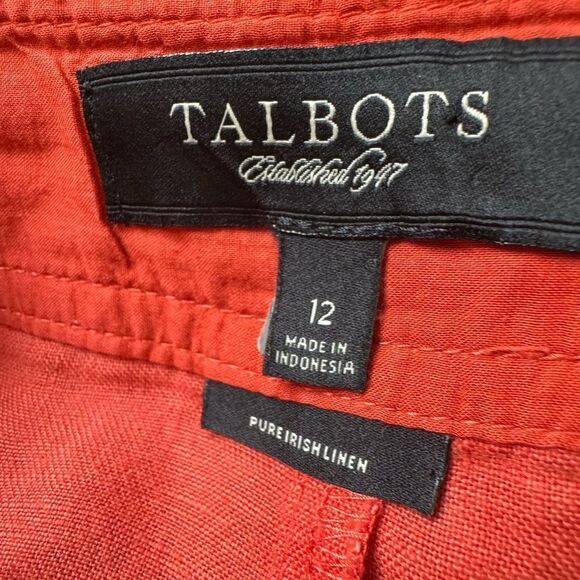 TALBOTS
Established 1947
12
MADE IN
INDONESIA
PURE IRISH LINEN